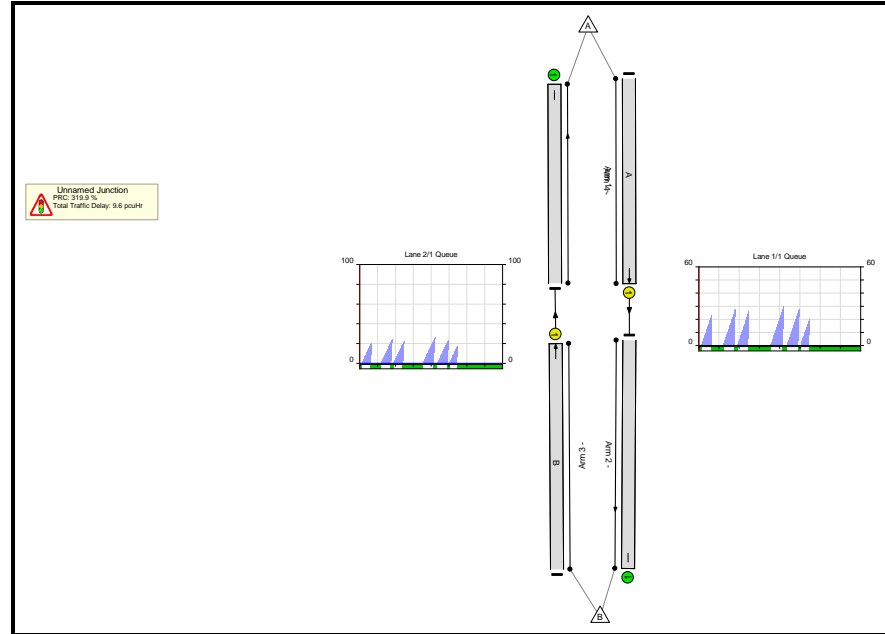 A
Unnamed Junction
PRC: 319.9 %
Total Traffic Delay: 9.6 pcuHr
A
Lane 2/1 Queue
100
100
0
0
Lane 1/1 Queue
60
60
0
0
B
Arm 3 -
Arm 2 -
B